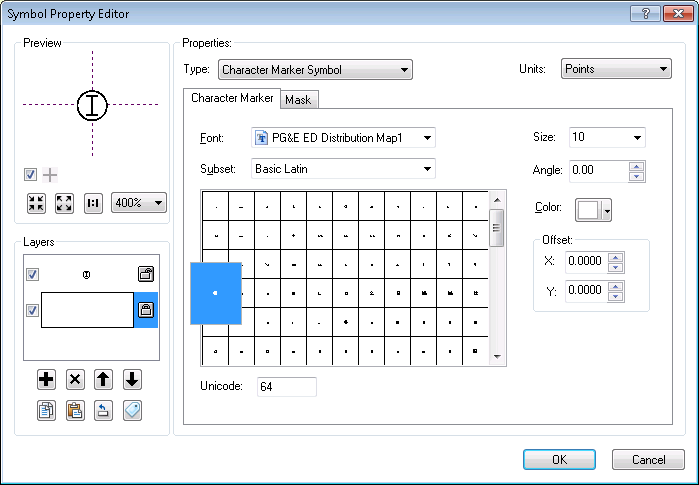 Symbol Property Editor
Preview
400%
Layers
Properties:
Type: Character Marker Symbol
Units: Points
Character Marker Mask
Font: PG&E ED Distribution Map1
Subset: Basic Latin
Unicode: 64
Size: 10
Angle: 0.00
Color:
Offset:
X: 0.0000
Y: 0.0000
OK Cancel